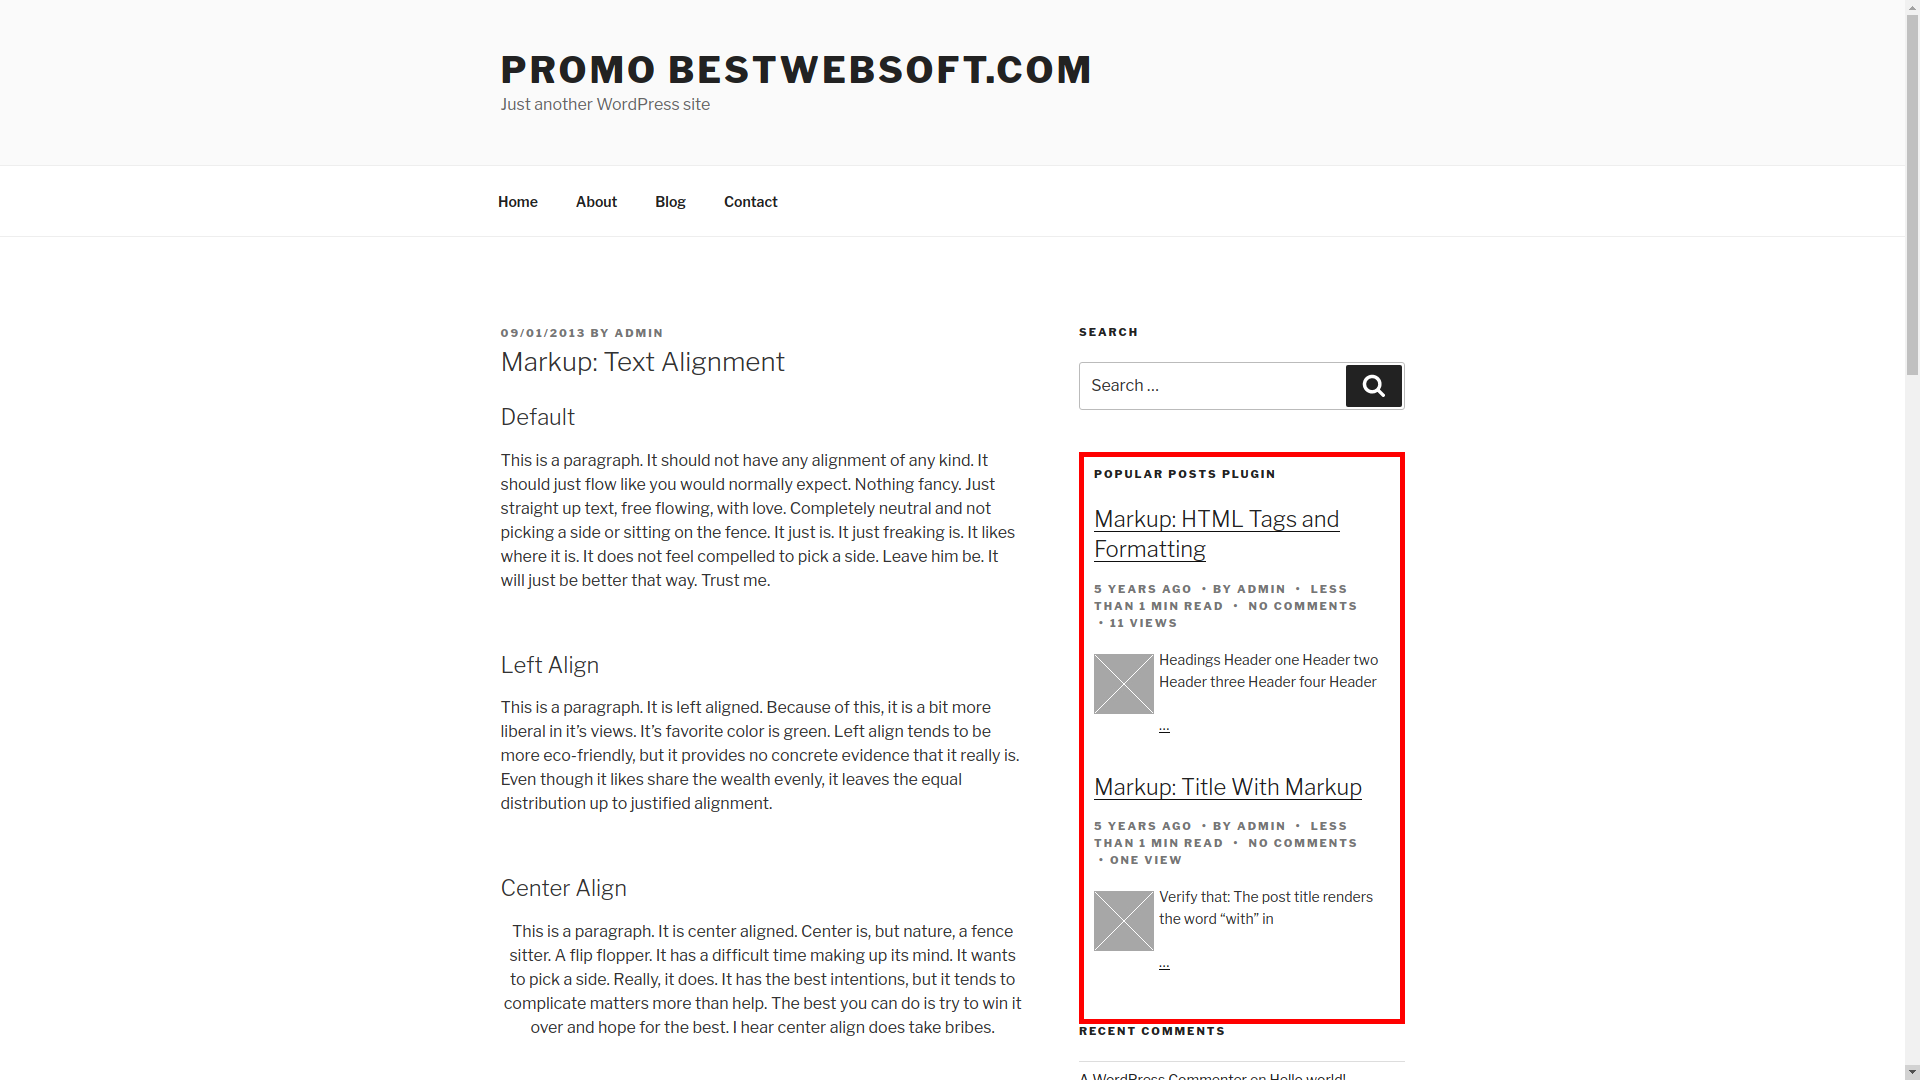 PROMO BESTWEBSOFT.COM
Just another WordPress site
Home About Blog Contact
09/01/2013 BY ADMIN
Markup: Text Alignment
Default
This is a paragraph. It should not have any alignment of any kind. It
should just flow like you would normally expect. Nothing fancy. Just
straight up text, free flowing, with love. Completely neutral and not
picking a side or sitting on the fence. It just is. It just freaking is. It likes
where it is. It does not feel compelled to pick a side. Leave him be. It
will just be better that way. Trust me.
Left Align
This is a paragraph. It is left aligned. Because of this, it is a bit more
liberal in it’s views. It’s favorite color is green. Left align tends to be
more eco-friendly, but it provides no concrete evidence that it really is.
Even though it likes share the wealth evenly, it leaves the equal
distribution up to justified alignment.
Center Align
This is a paragraph. It is center aligned. Center is, but nature, a fence
sitter. A flip flopper. It has a difficult time making up its mind. It wants
to pick a side. Really, it does. It has the best intentions, but it tends to
complicate matters more than help. The best you can do is try to win it
over and hope for the best. I hear center align does take bribes.
SEARCH
Search …
POPULAR POSTS PLUGIN
Markup: HTML Tags and
Formatting
5 YEARS AGO • BY ADMIN • LESS
THAN 1 MIN READ • NO COMMENTS
• 11 VIEWS
Headings Header one Header two
Header three Header four Header
...
Markup: Title With Markup
5 YEARS AGO • BY ADMIN • LESS
THAN 1 MIN READ • NO COMMENTS
• ONE VIEW
Verify that: The post title renders
the word “with” in
...
RECENT COMMENTS
A WordPress Commenter on Hello world!